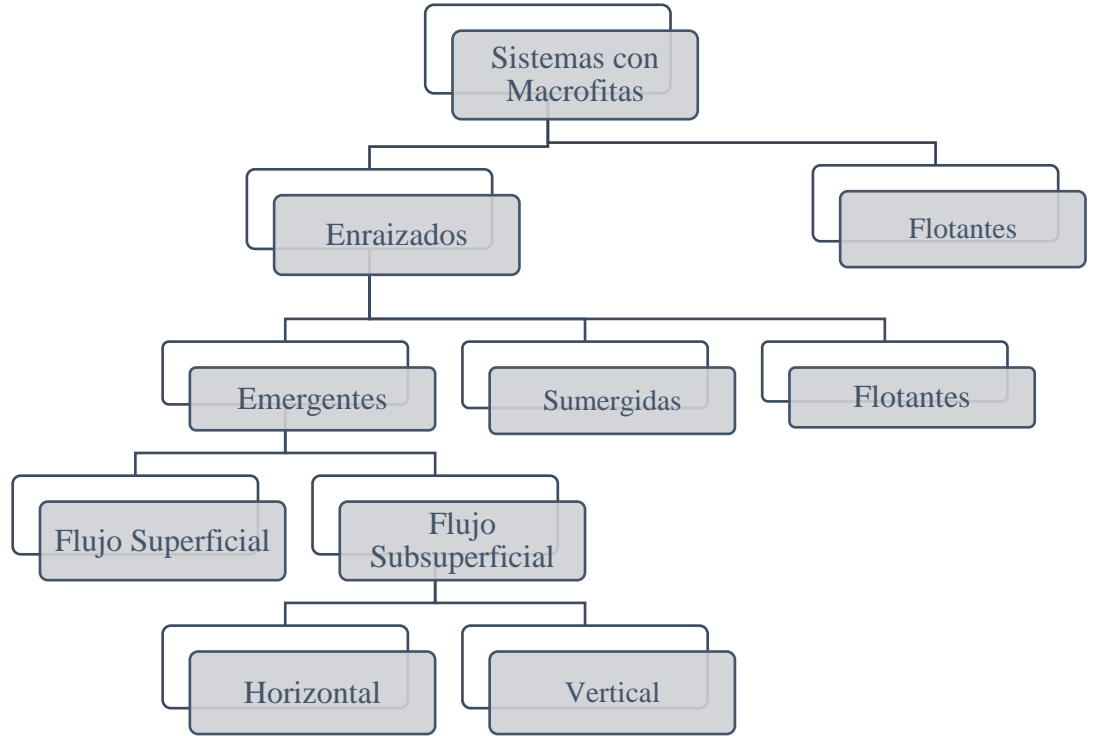 Sistemas con
Macrofitas
Enraizados
Flotantes
Emergentes
Sumergidas
Flotantes
Flujo Superficial
Flujo
Subsuperficial
Horizontal
Vertical